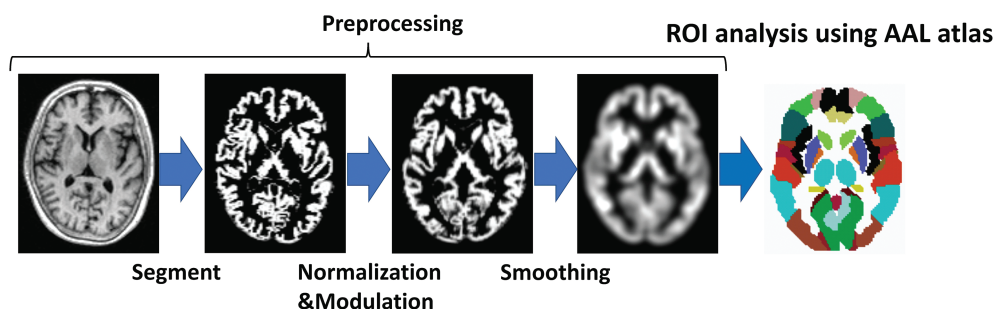 Preprocessing
ROI analysis using AAL atlas
Segment
Normalization
&Modulation
Smoothing